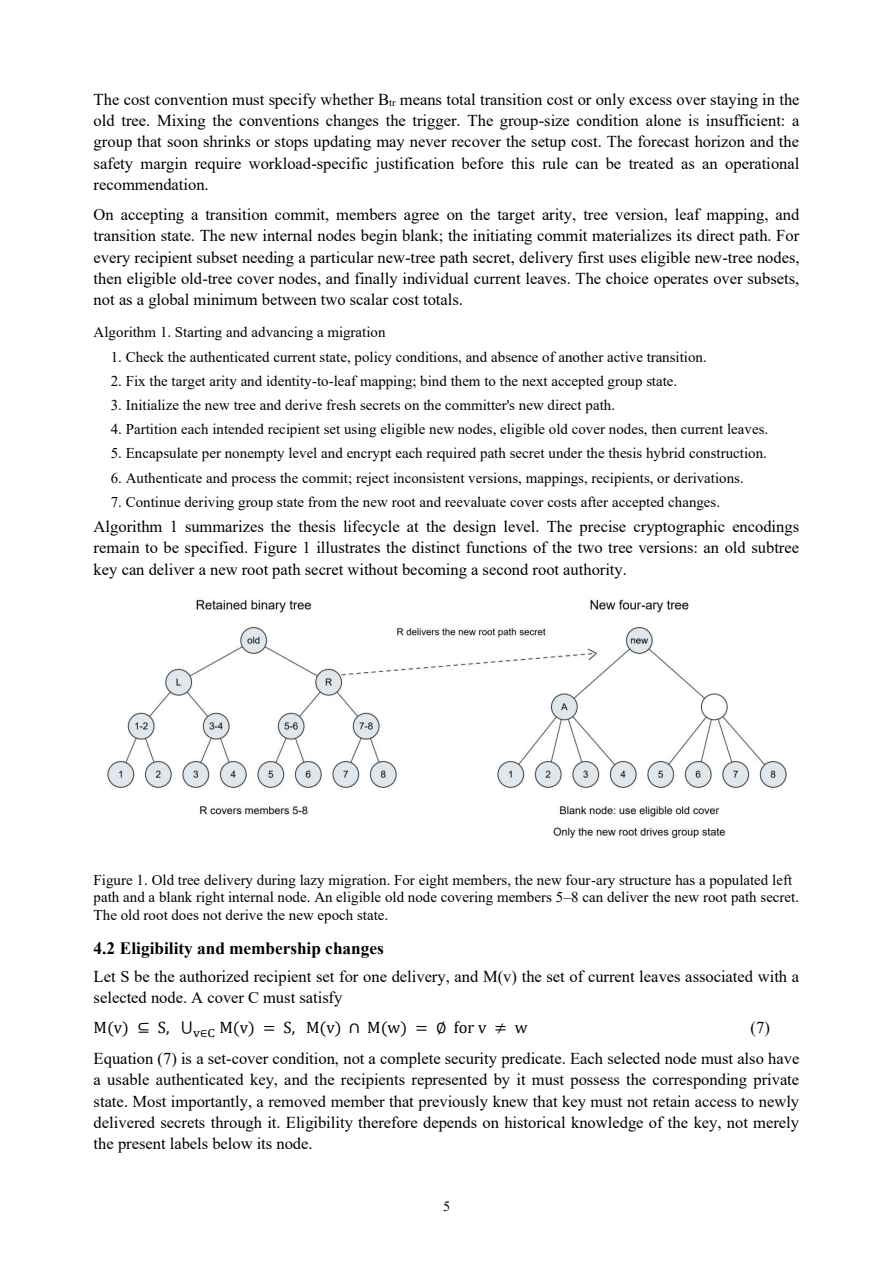 The cost convention must specify whether Btr means total transition cost or only excess over staying in the
old tree. Mixing the conventions changes the trigger. The group-size condition alone is insufficient: a
group that soon shrinks or stops updating may never recover the setup cost. The forecast horizon and the
safety margin require workload-specific justification before this rule can be treated as an operational
recommendation.
On accepting a transition commit, members agree on the target arity, tree version, leaf mapping, and
transition state. The new internal nodes begin blank; the initiating commit materializes its direct path. For
every recipient subset needing a particular new-tree path secret, delivery first uses eligible new-tree nodes,
then eligible old-tree cover nodes, and finally individual current leaves. The choice operates over subsets,
not as a global minimum between two scalar cost totals.
Algorithm 1. Starting and advancing a migration
1. Check the authenticated current state, policy conditions, and absence of another active transition.
2. Fix the target arity and identity-to-leaf mapping; bind them to the next accepted group state.
3. Initialize the new tree and derive fresh secrets on the committer's new direct path.
4. Partition each intended recipient set using eligible new nodes, eligible old cover nodes, then current leaves.
5. Encapsulate per nonempty level and encrypt each required path secret under the thesis hybrid construction.
6. Authenticate and process the commit; reject inconsistent versions, mappings, recipients, or derivations.
7. Continue deriving group state from the new root and reevaluate cover costs after accepted changes.
Algorithm 1 summarizes the thesis lifecycle at the design level. The precise cryptographic encodings
remain to be specified. Figure 1 illustrates the distinct functions of the two tree versions: an old subtree
key can deliver a new root path secret without becoming a second root authority.
Retained binary tree
New four-ary tree
R delivers the new root path secret
old
new
L
R
A
1-2
3-4
5-6
7-8
1 2 3 4 5 6 7 8
1 2 3 4 5 6 7 8
R covers members 5-8
Blank node: use eligible old cover
Only the new root drives group state
Figure 1. Old tree delivery during lazy migration. For eight members, the new four-ary structure has a populated left
path and a blank right internal node. An eligible old node covering members 5–8 can deliver the new root path secret.
The old root does not derive the new epoch state.
4.2 Eligibility and membership changes
Let S be the authorized recipient set for one delivery, and M(v) the set of current leaves associated with a
selected node. A cover C must satisfy
M(v) ⊆ S, ⋃v∈C M(v) = S, M(v) ∩ M(w) = ∅ for v ≠ w (7)
Equation (7) is a set-cover condition, not a complete security predicate. Each selected node must also have
a usable authenticated key, and the recipients represented by it must possess the corresponding private
state. Most importantly, a removed member that previously knew that key must not retain access to newly
delivered secrets through it. Eligibility therefore depends on historical knowledge of the key, not merely
the present labels below its node.
5